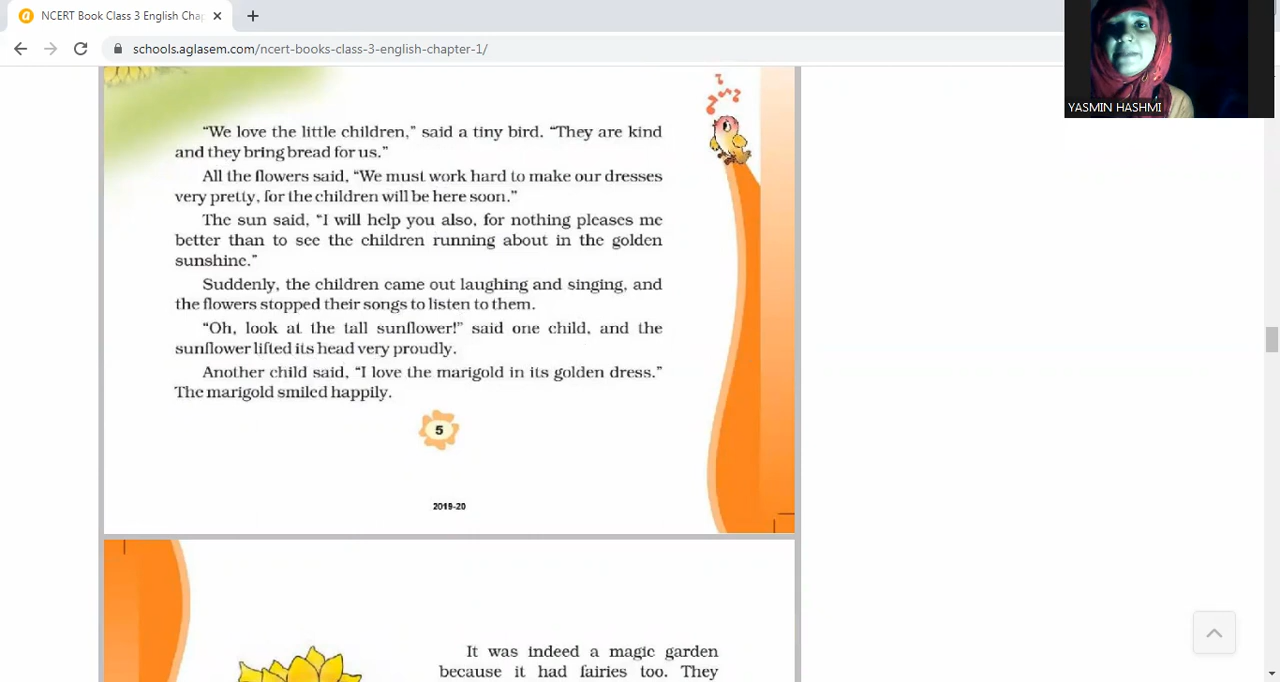 NCERT Book Class 3 English Cha
schools.aglasem.com/ncert-books-class-3-english-chapter-1/
YASMIN HASHMI
“We love the little children,” said a tiny bird. “They are kind
and they bring bread for us.”
All the flowers said, “We must work hard to make our dresses
very pretty, for the children will be here soon.”
The sun said, “I will help you also, for nothing pleases me
better than to see the children running about in the golden
sunshine.”
Suddenly, the children came out laughing and singing, and
the flowers stopped their songs to listen to them.
“Oh, look at the tall sunflower!” said one child, and the
sunflower lifted its head very proudly.
Another child said, “I love the marigold in its golden dress.”
The marigold smiled happily.
5
2019-20
It was indeed a magic garden
because it had fairies too. They